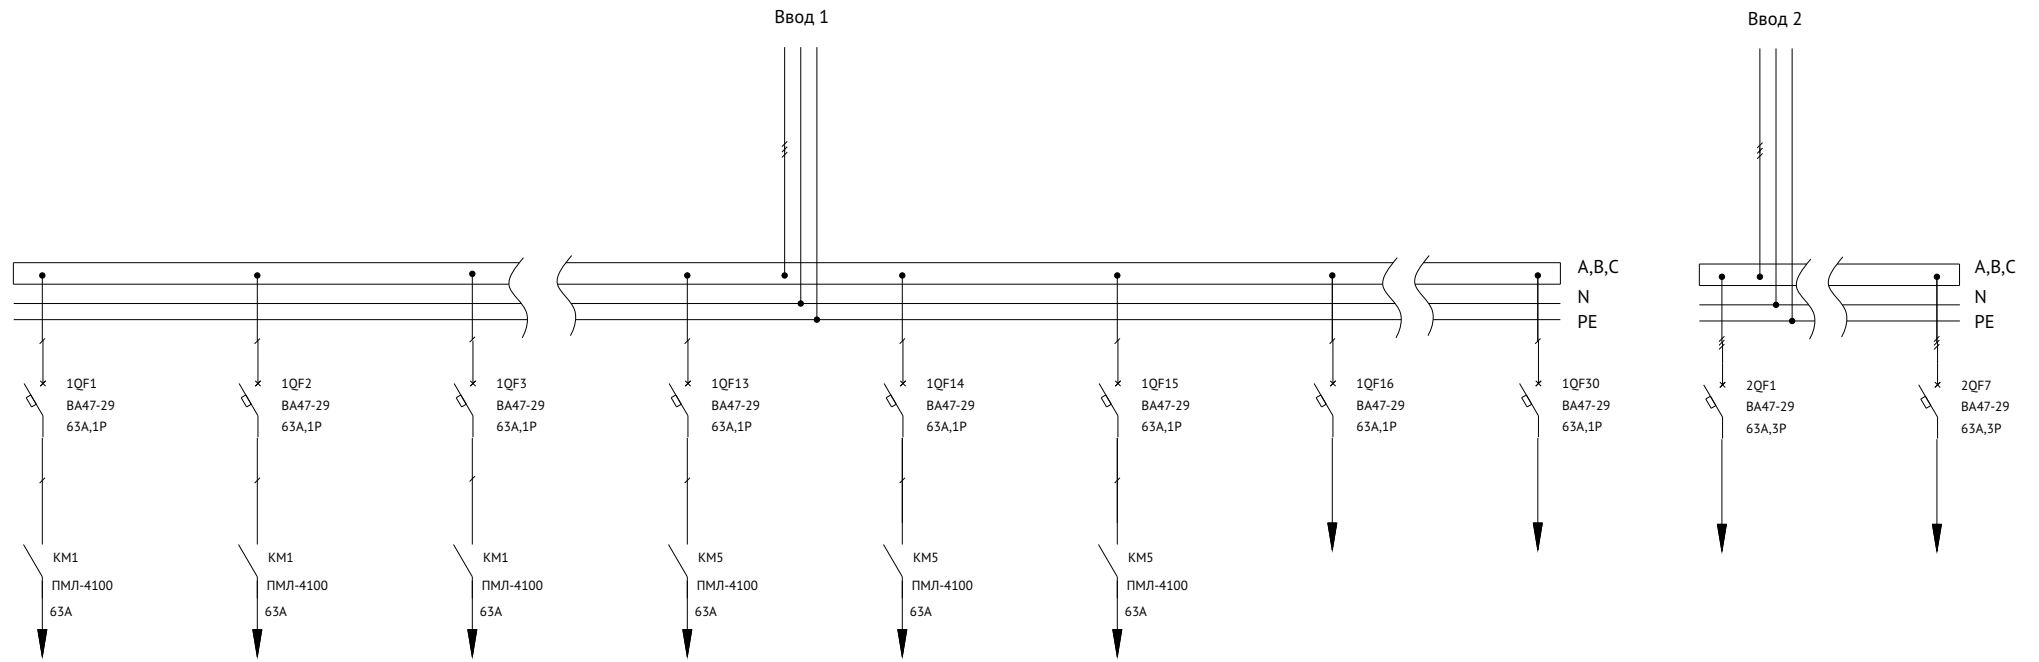 Ввод 1
Ввод 2
A,B,C
N
PE
A,B,C
N
PE
1QF1
ВА47-29
63А,1Р
1QF2
ВА47-29
63А,1Р
1QF3
ВА47-29
63А,1Р
1QF13
ВА47-29
63А,1Р
1QF14
ВА47-29
63А,1Р
1QF15
ВА47-29
63А,1Р
1QF16
ВА47-29
63А,1Р
1QF30
ВА47-29
63А,1Р
2QF1
ВА47-29
63А,3Р
2QF7
ВА47-29
63А,3Р
КМ1
ПМЛ-4100
63А
КМ1
ПМЛ-4100
63А
КМ1
ПМЛ-4100
63А
КМ5
ПМЛ-4100
63А
КМ5
ПМЛ-4100
63А
КМ5
ПМЛ-4100
63А